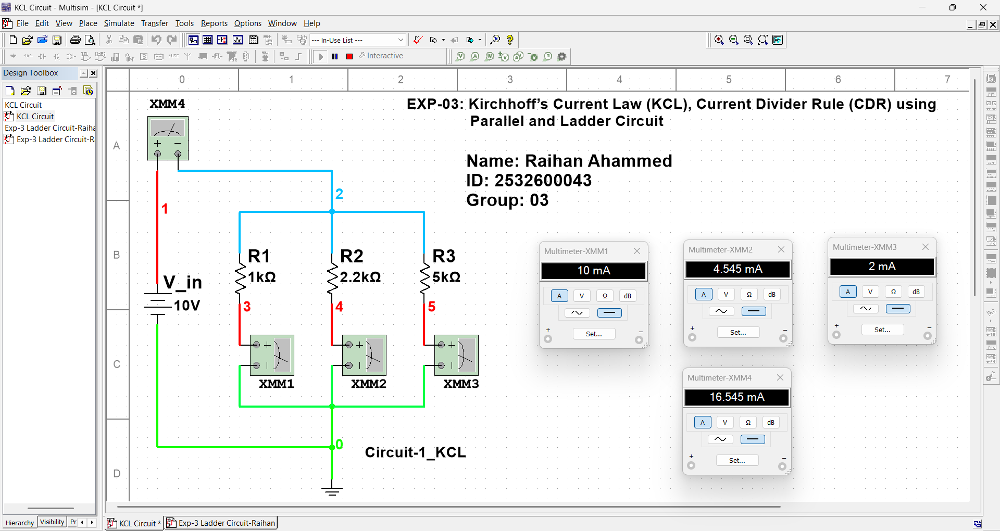 KCL Circuit - Multisim - [KCL Circuit *]
File Edit View Place Simulate Transfer Tools Reports Options Window Help
--- In-Use List ---
MISC
Interactive
Design Toolbox
KCL Circuit
KCL Circuit
Exp-3 Ladder Circuit-Raiha
Exp-3 Ladder Circuit-R
0 1 2 3 4 5 6 7
A
B
C
D
EXP-03: Kirchhoff's Current Law (KCL), Current Divider Rule (CDR) using
Parallel and Ladder Circuit
Name: Raihan Ahammed
ID: 2532600043
Group: 03
XMM4
1
2
V_in
10V
R1
1kΩ
R2
2.2kΩ
R3
5kΩ
3
4
5
XMM1
XMM2
XMM3
0
Circuit-1_KCL
Multimeter-XMM1
10 mA
A V Ω dB
+ Set... −
Multimeter-XMM2
4.545 mA
A V Ω dB
+ Set... −
Multimeter-XMM3
2 mA
A V Ω dB
+ Set... −
Multimeter-XMM4
16.545 mA
A V Ω dB
+ Set... −
Hierarchy Visibility Pr
KCL Circuit * Exp-3 Ladder Circuit-Raihan